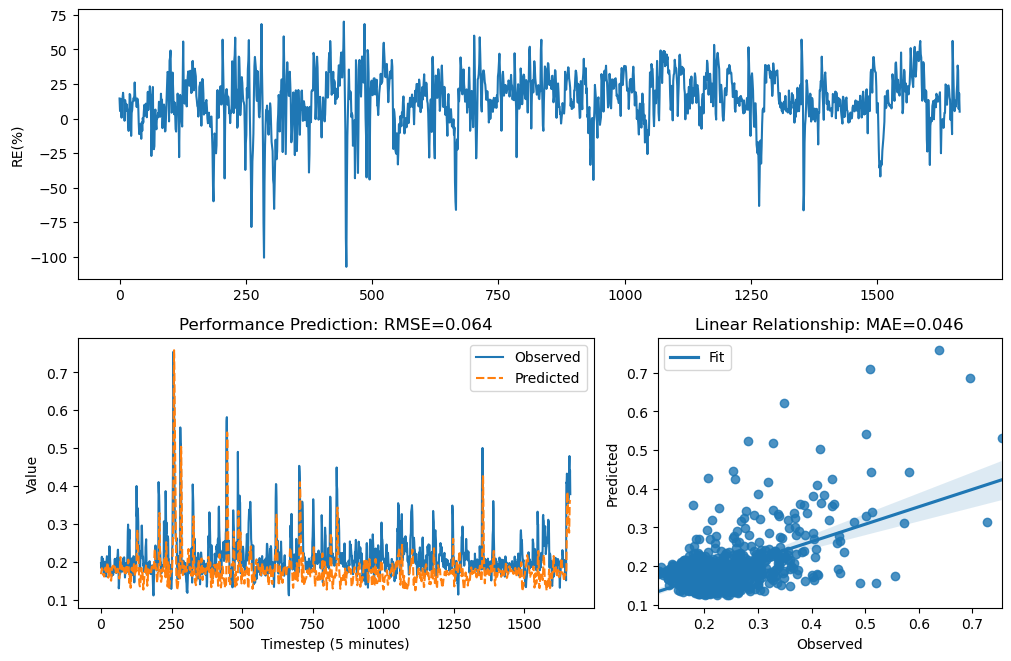 75
50
25
0
−25
−50
−75
−100
RE(%)
0 250 500 750 1000 1250 1500
Performance Prediction: RMSE=0.064
Observed
Predicted
0.7
0.6
0.5
0.4
0.3
0.2
0.1
Value
0 250 500 750 1000 1250 1500
Timestep (5 minutes)
Linear Relationship: MAE=0.046
Fit
0.7
0.6
0.5
0.4
0.3
0.2
0.1
Predicted
0.2 0.3 0.4 0.5 0.6 0.7
Observed